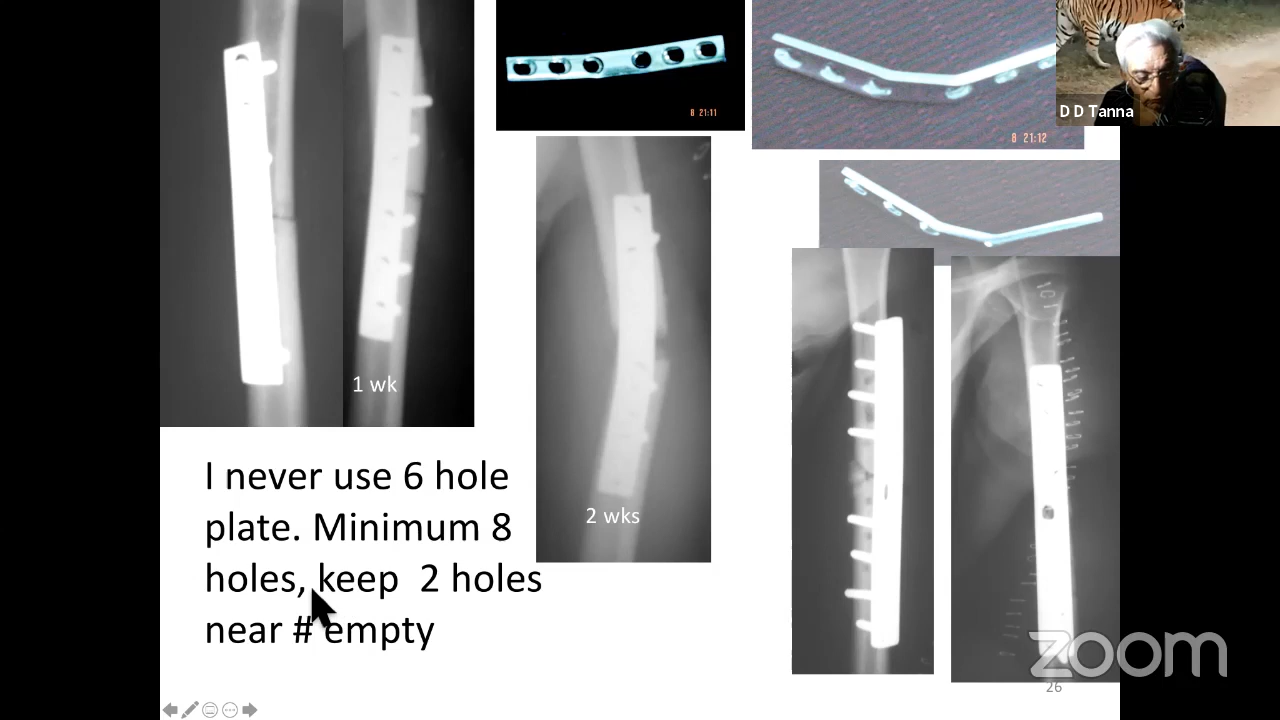 8 21:11
8 21:12
D D Tanna
1 wk
2 wks
I never use 6 hole
plate. Minimum 8
holes, keep 2 holes
near # empty
zoom
26